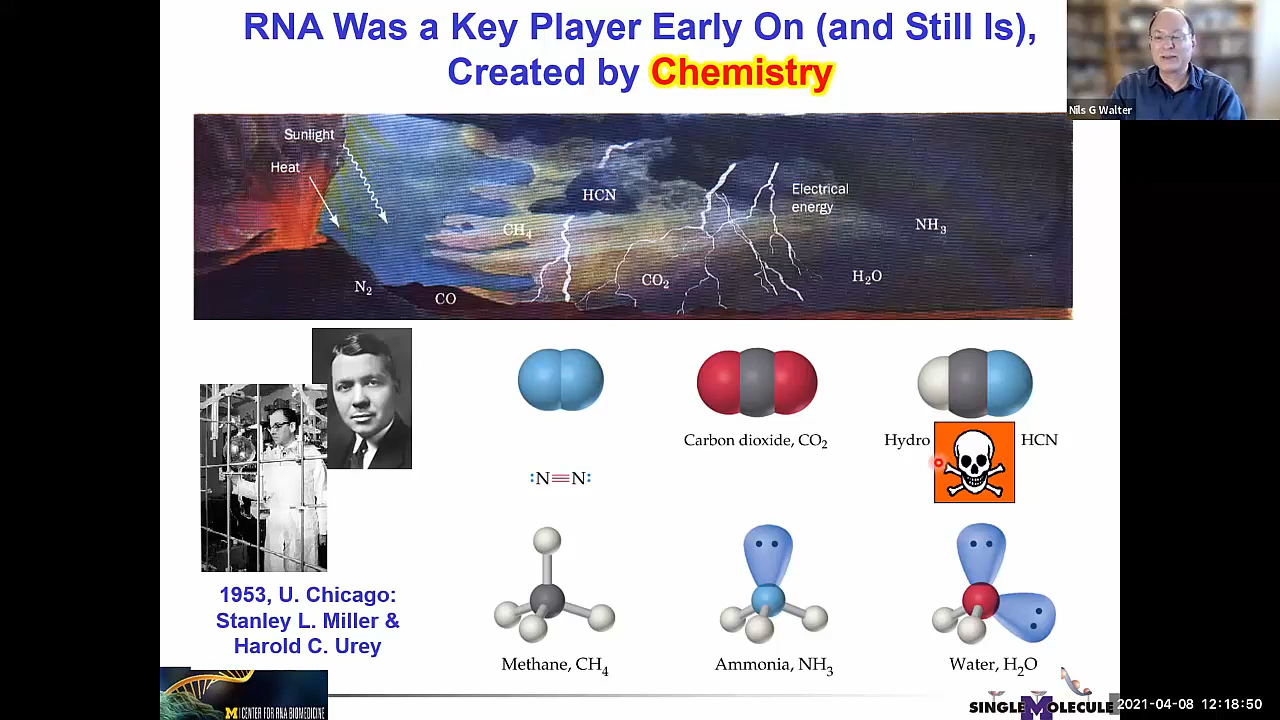 RNA Was a Key Player Early On (and Still Is),
Created by Chemistry
Nils G Walter
Sunlight
Heat
HCN
Electrical
energy
CH₄
NH₃
CO₂
H₂O
N₂
CO
Carbon dioxide, CO₂
Hydro
HCN
:N≡N:
1953, U. Chicago:
Stanley L. Miller &
Harold C. Urey
Methane, CH₄
Ammonia, NH₃
Water, H₂O
M | CENTER FOR RNA BIOMEDICINE
SINGLE MOLECULE
2021-04-08 12:18:50